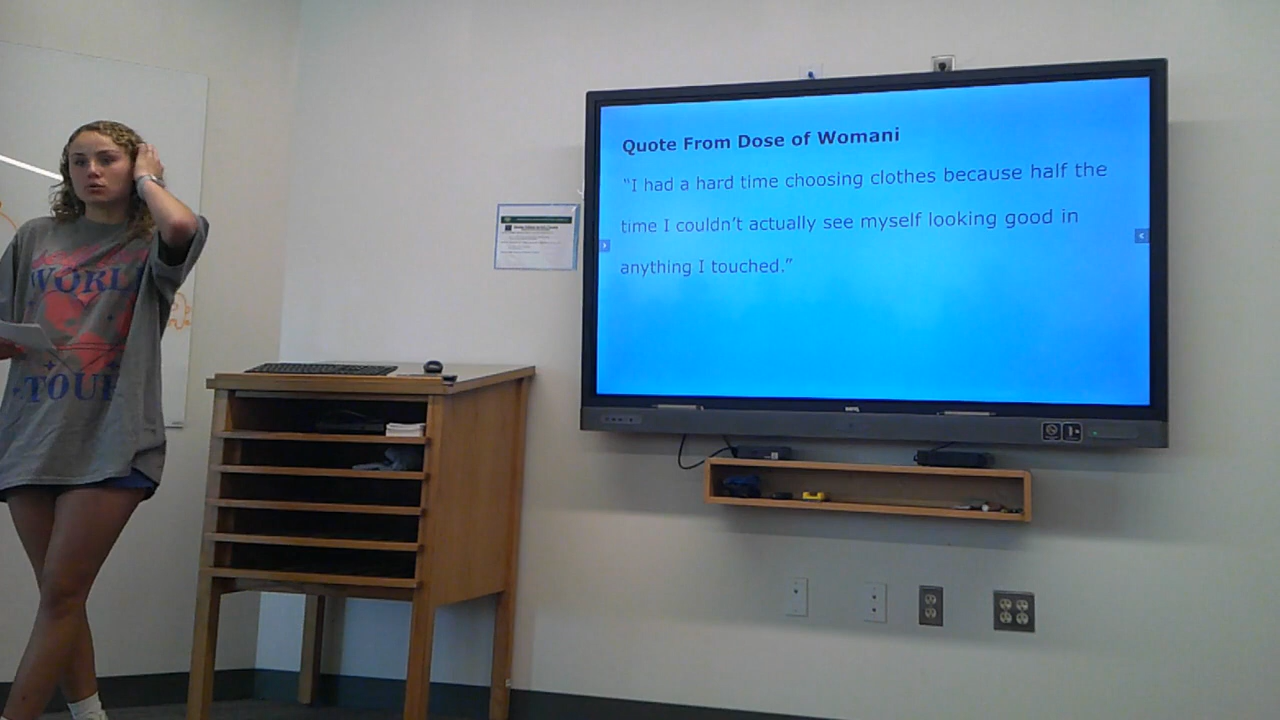 WORL
TOUR
Quote From Dose of Womani
“I had a hard time choosing clothes because half the
time I couldn’t actually see myself looking good in
anything I touched.”
BenQ